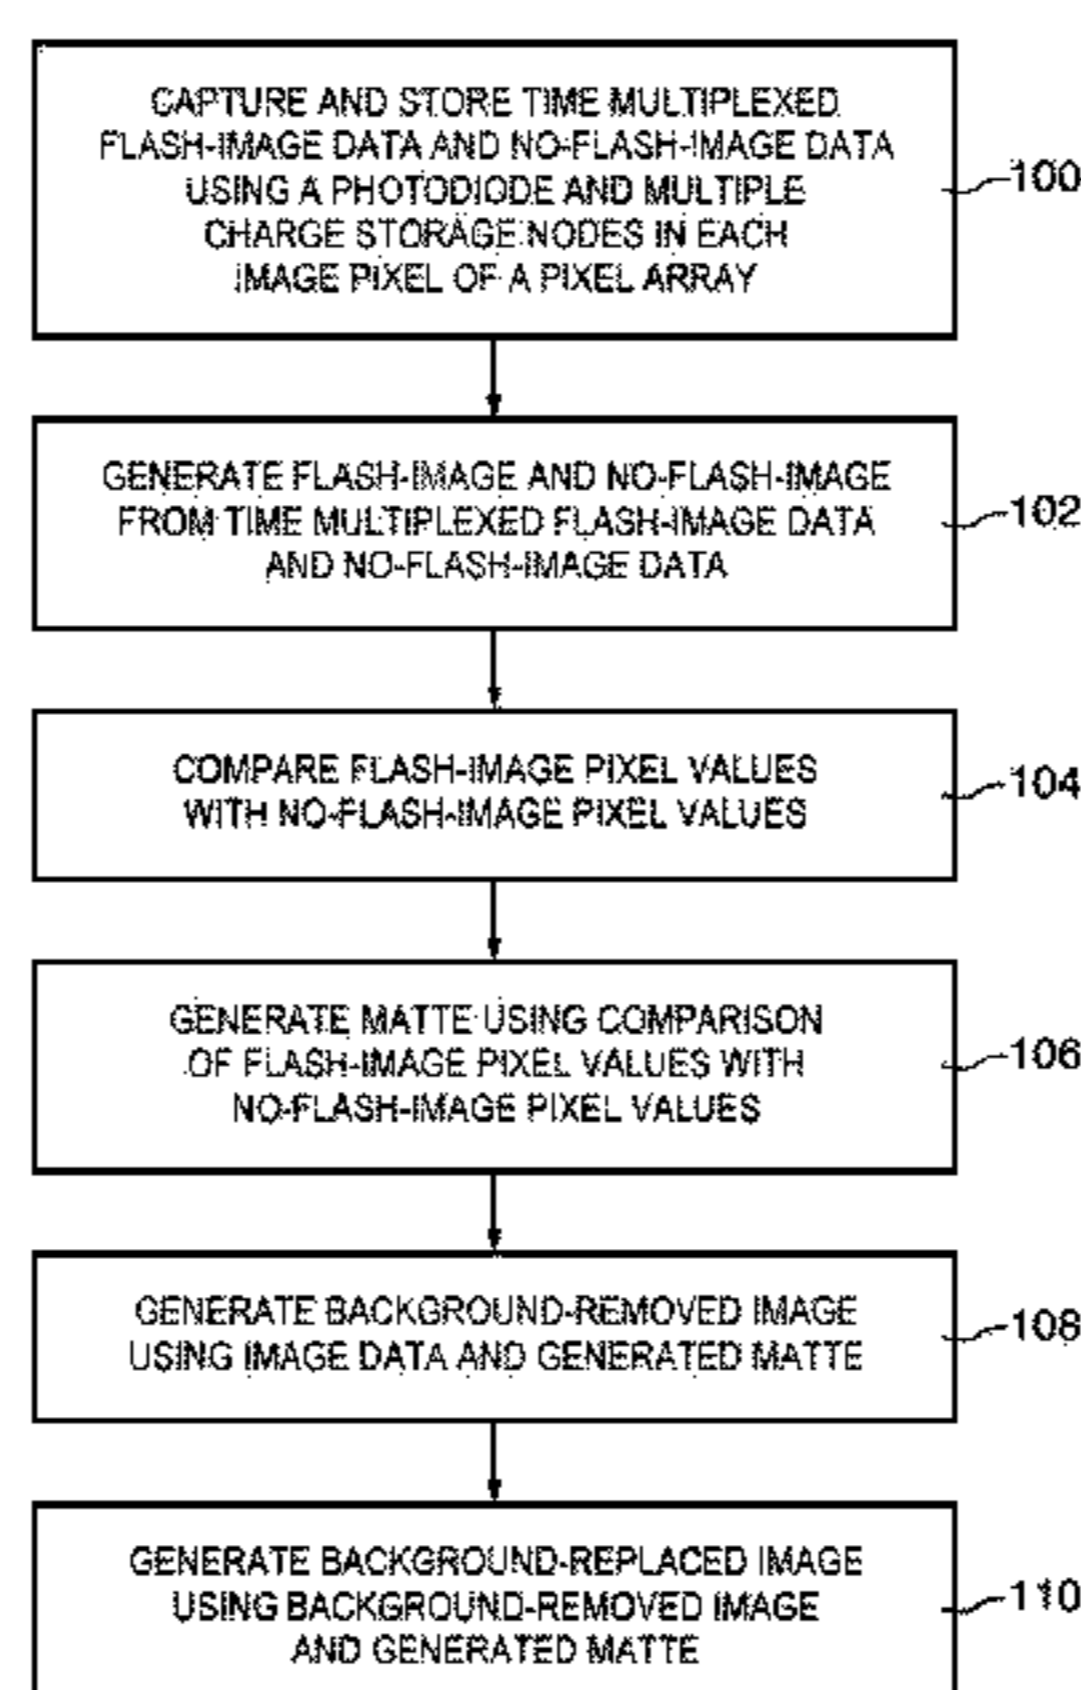 CAPTURE AND STORE TIME MULTIPLEXED
FLASH-IMAGE DATA AND NO-FLASH-IMAGE DATA
USING A PHOTODIODE AND MULTIPLE
CHARGE STORAGE NODES IN EACH
IMAGE PIXEL OF A PIXEL ARRAY
100
GENERATE FLASH-IMAGE AND NO-FLASH-IMAGE
FROM TIME MULTIPLEXED FLASH-IMAGE DATA
AND NO-FLASH-IMAGE DATA
102
COMPARE FLASH-IMAGE PIXEL VALUES
WITH NO-FLASH-IMAGE PIXEL VALUES
104
GENERATE MATTE USING COMPARISON
OF FLASH-IMAGE PIXEL VALUES WITH
NO-FLASH-IMAGE PIXEL VALUES
106
GENERATE BACKGROUND-REMOVED IMAGE
USING IMAGE DATA AND GENERATED MATTE
108
GENERATE BACKGROUND-REPLACED IMAGE
USING BACKGROUND-REMOVED IMAGE
AND GENERATED MATTE
110